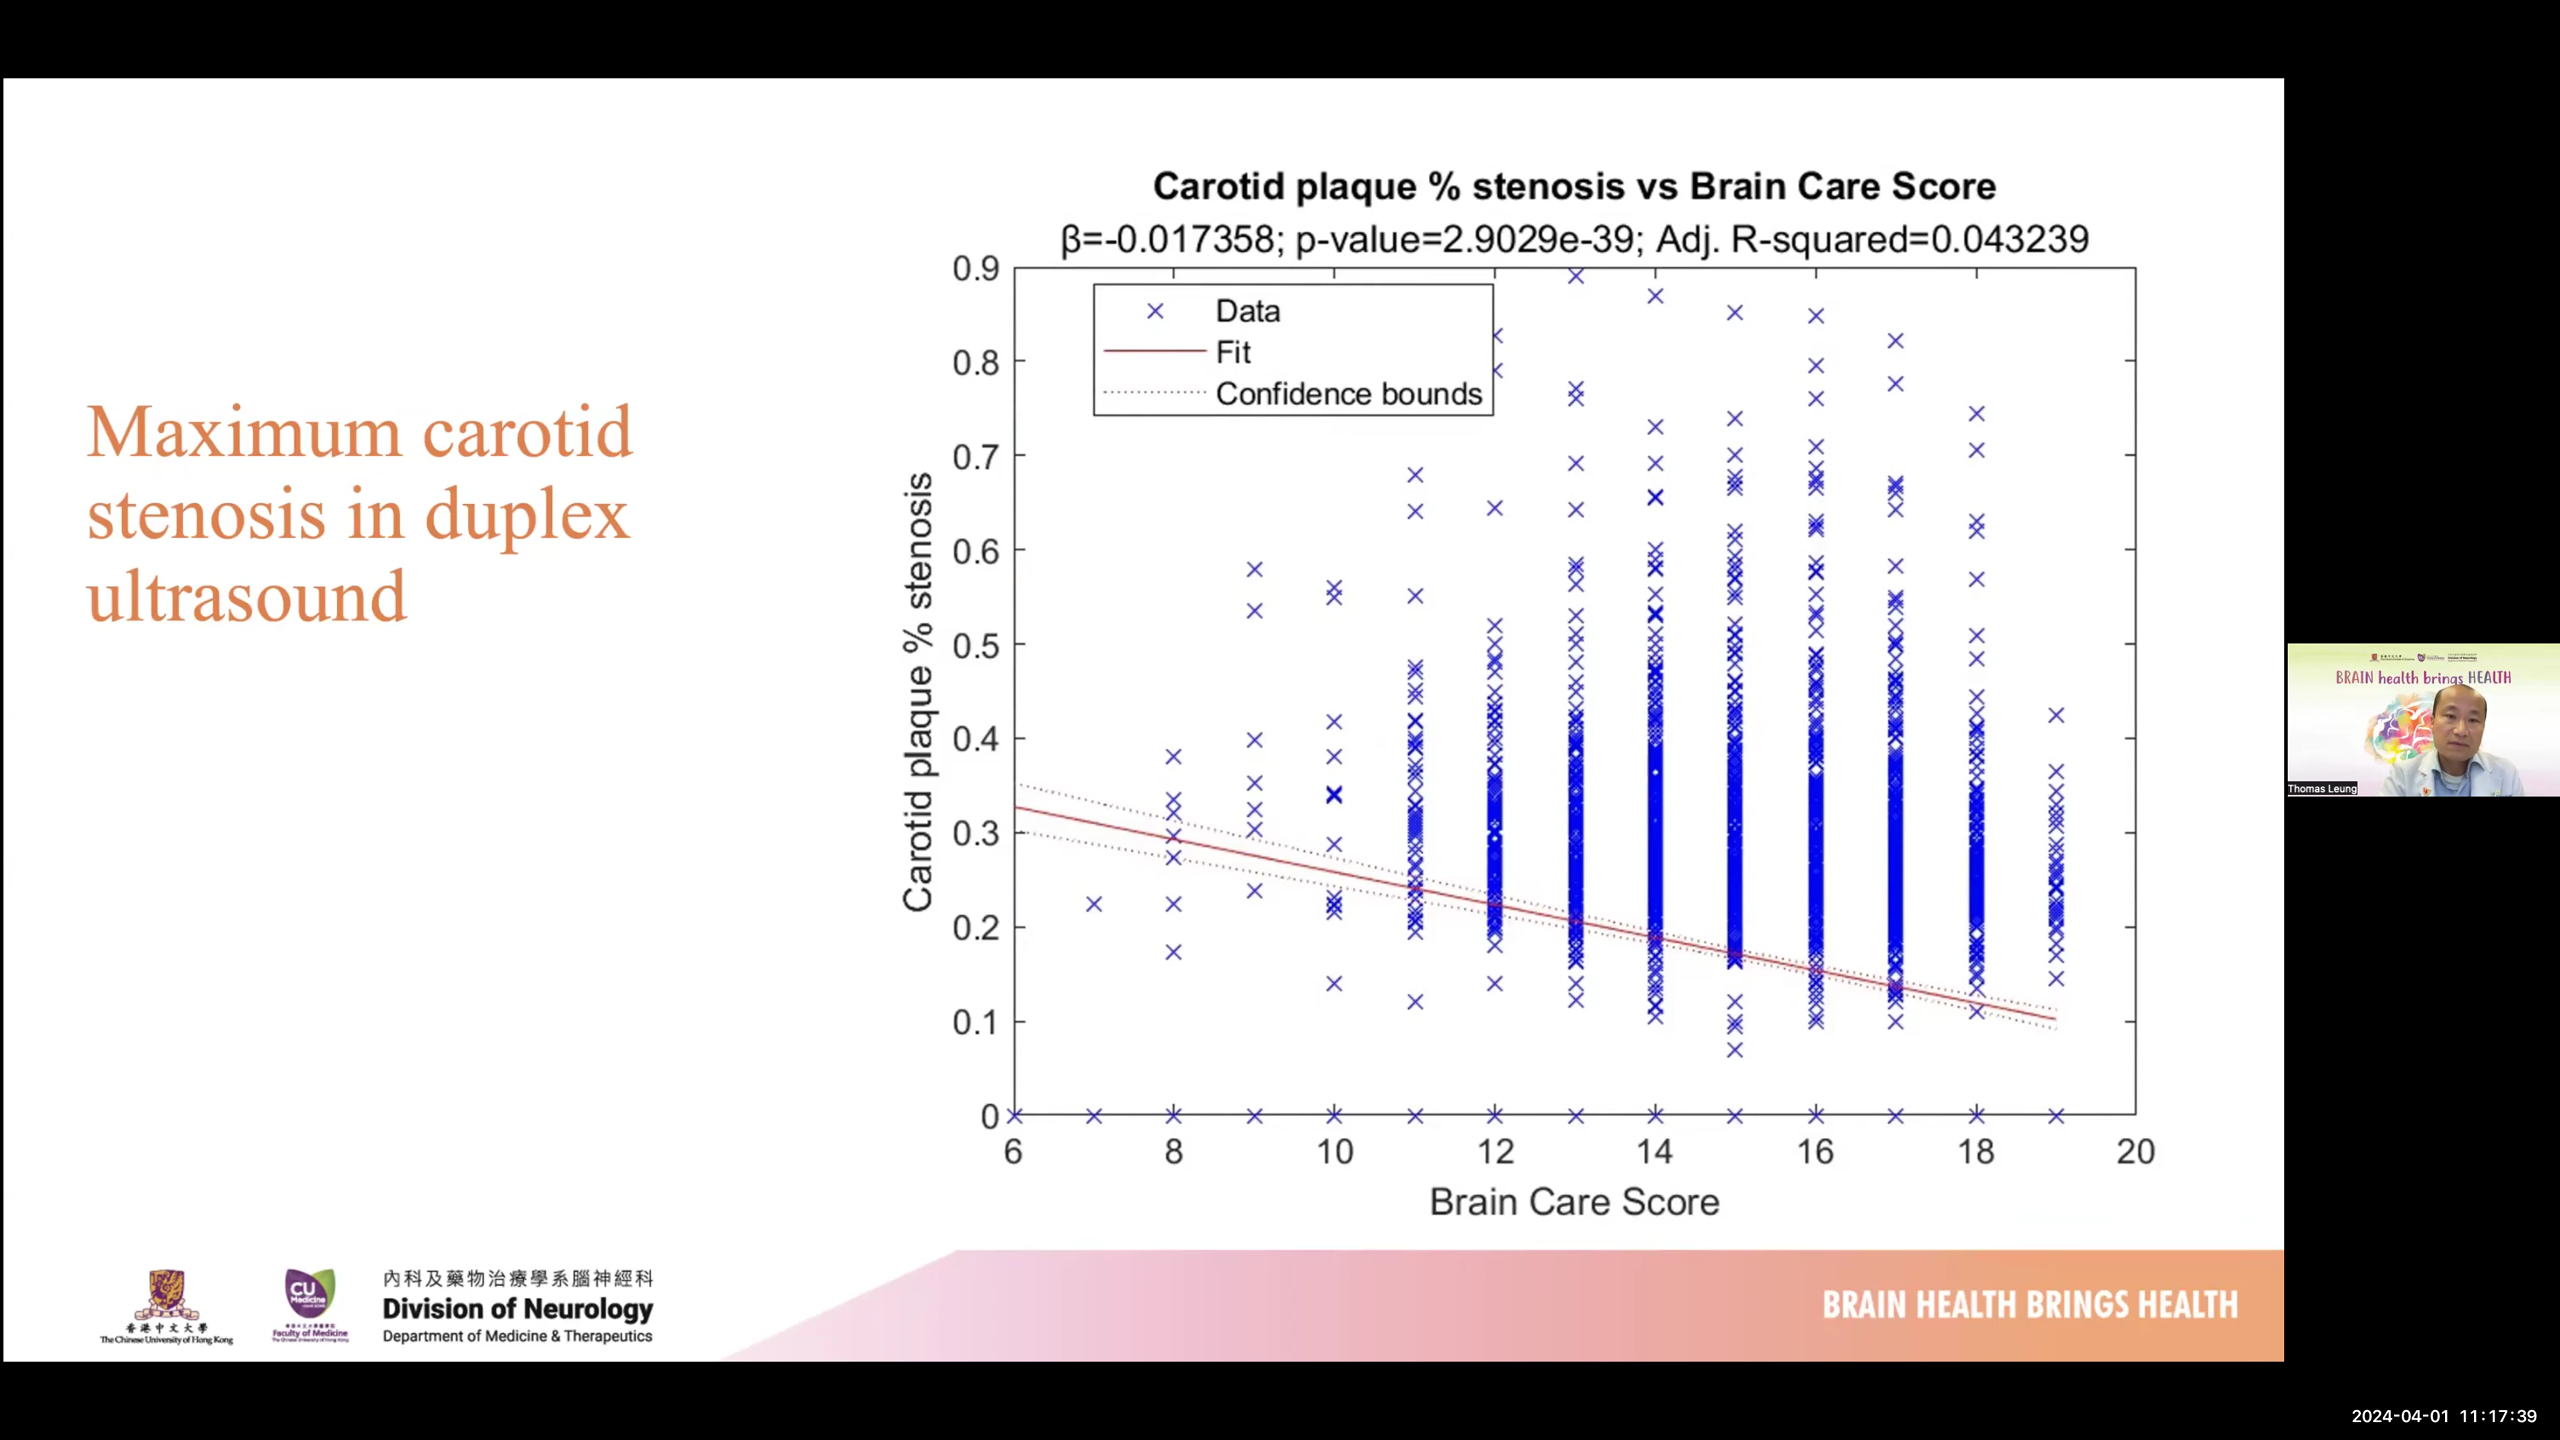 Maximum carotid
stenosis in duplex
ultrasound
Carotid plaque % stenosis vs Brain Care Score
β=-0.017358; p-value=2.9029e-39; Adj. R-squared=0.043239
Data
Fit
Confidence bounds
Carotid plaque % stenosis
0.9
0.8
0.7
0.6
0.5
0.4
0.3
0.2
0.1
0
6 8 10 12 14 16 18 20
Brain Care Score
BRAIN health brings HEALTH
Thomas Leung
香港中文大學
The Chinese University of Hong Kong
CU
Medicine
Faculty of Medicine
內科及藥物治療學系腦神經科
Division of Neurology
Department of Medicine & Therapeutics
BRAIN HEALTH BRINGS HEALTH
2024-04-01 11:17:39